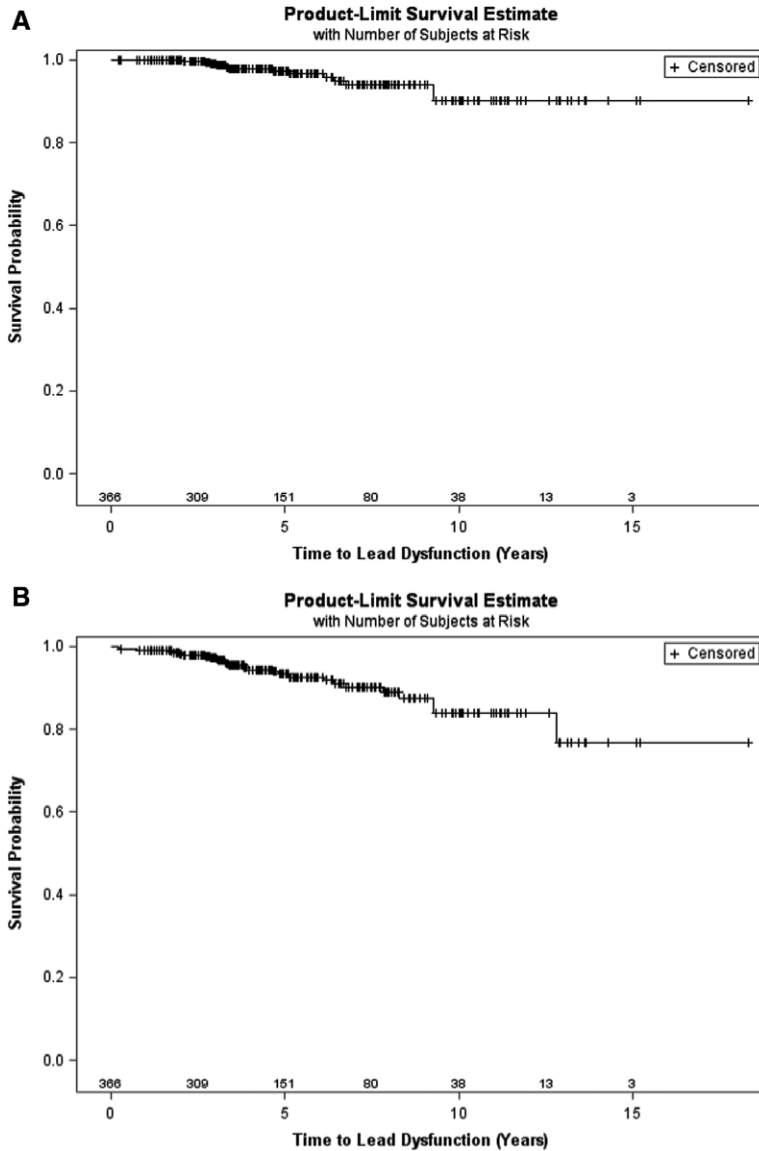 A
Product-Limit Survival Estimate
with Number of Subjects at Risk
+ Censored
1.0
0.8
0.6
0.4
0.2
0.0
Survival Probability
366 309 151 80 38 13 3
0 5 10 15
Time to Lead Dysfunction (Years)
B
Product-Limit Survival Estimate
with Number of Subjects at Risk
+ Censored
1.0
0.8
0.6
0.4
0.2
0.0
Survival Probability
366 309 151 80 38 13 3
0 5 10 15
Time to Lead Dysfunction (Years)